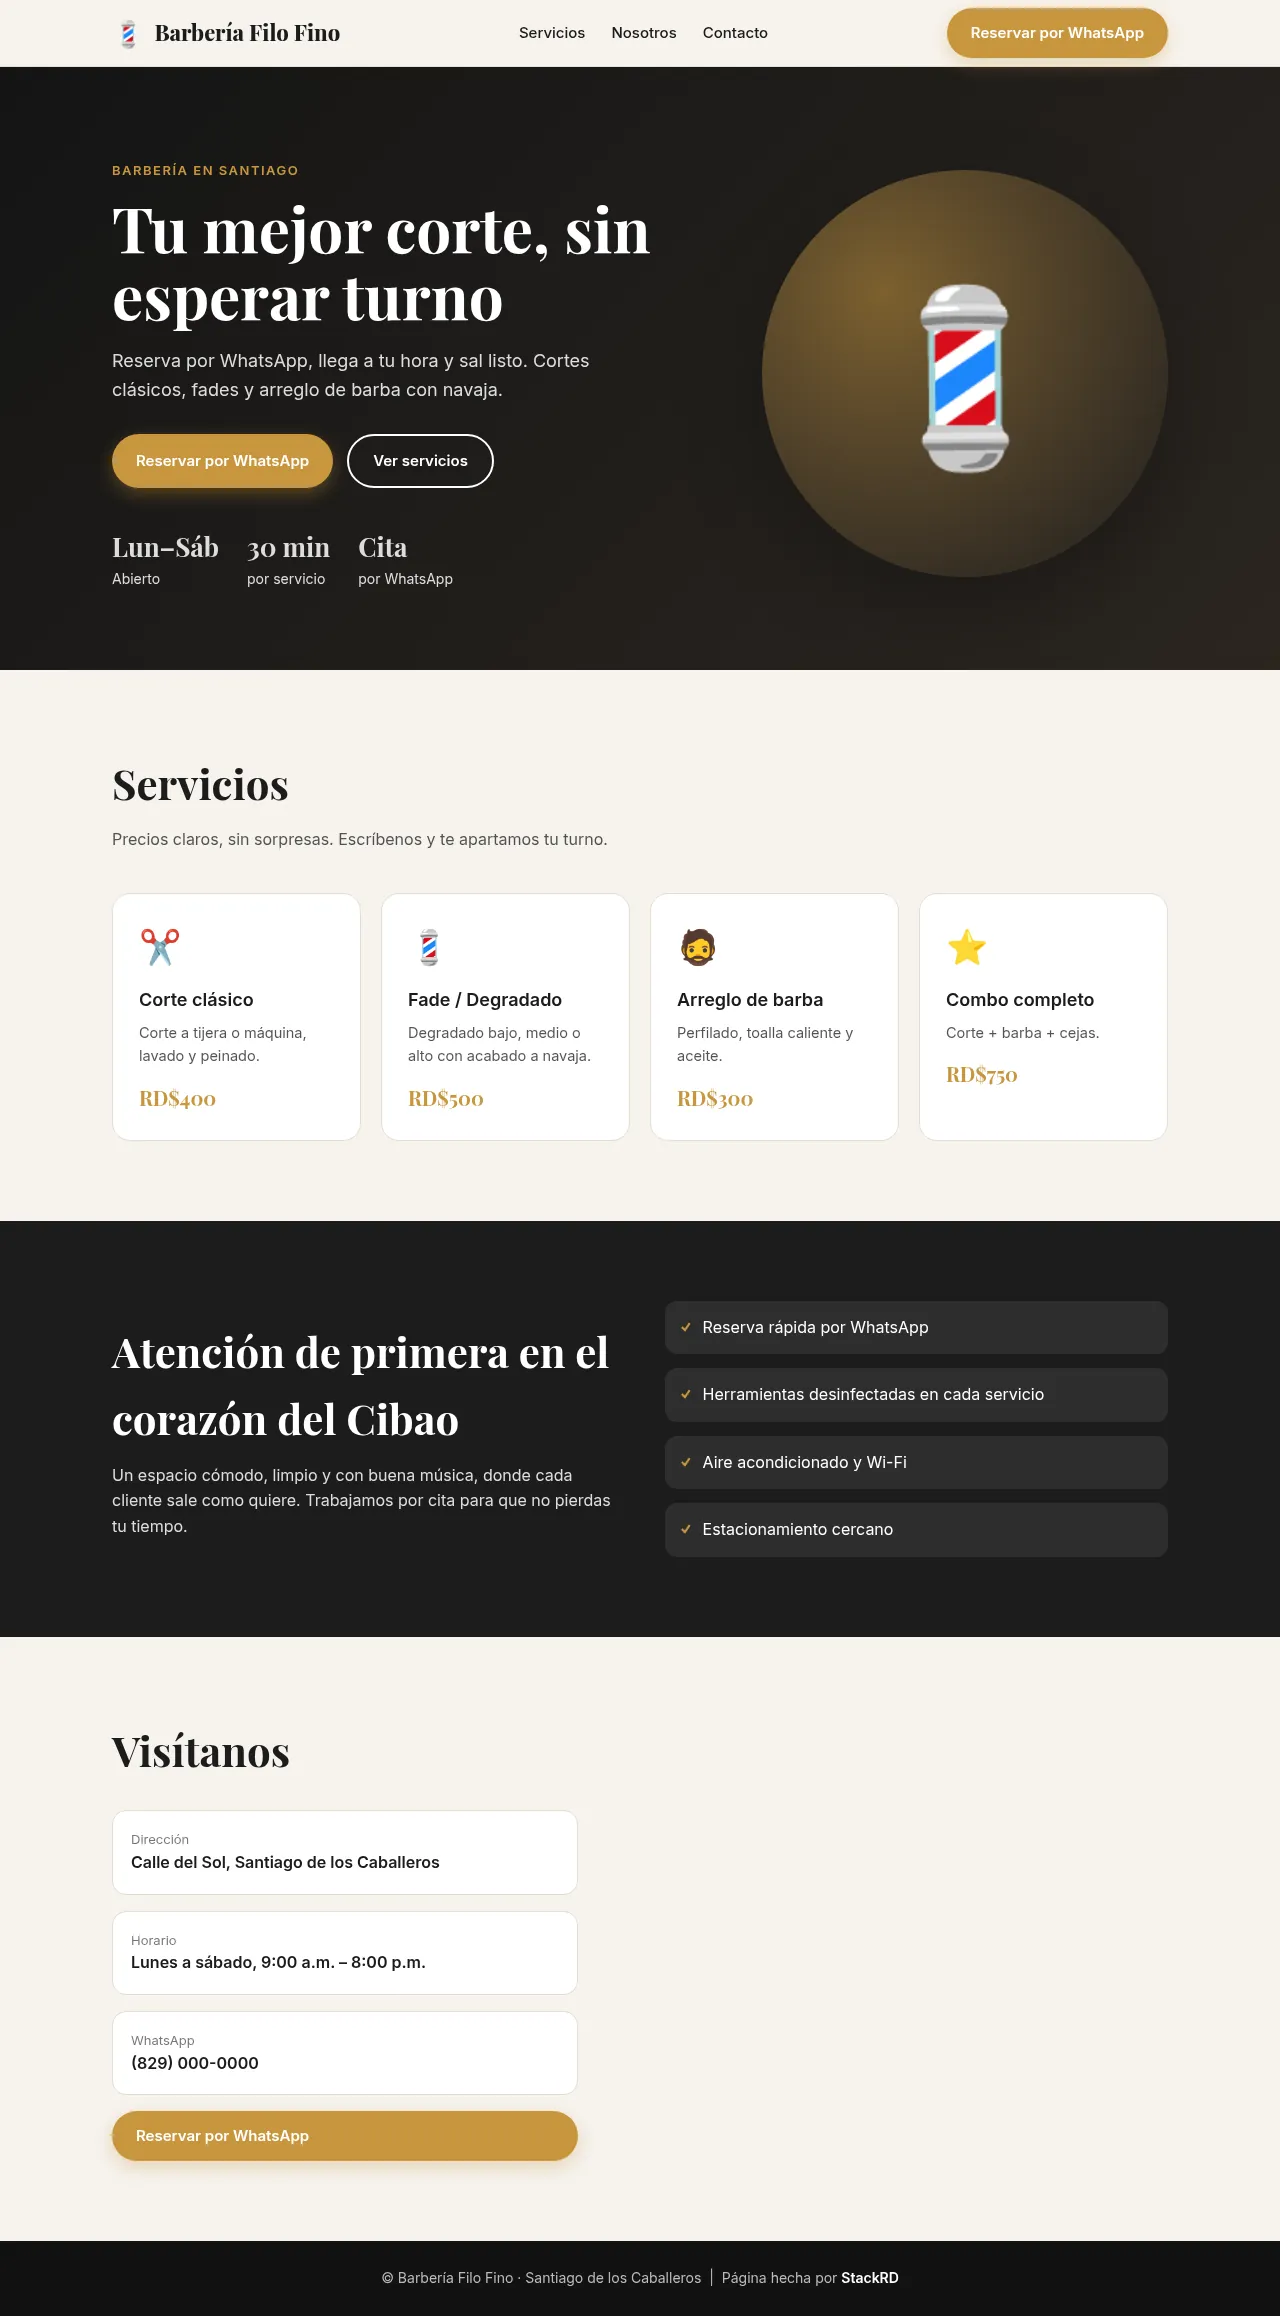 Barbería Filo Fino
Servicios
Nosotros
Contacto
Reservar por WhatsApp
BARBERÍA EN SANTIAGO
Tu mejor corte, sin
esperar turno
Reserva por WhatsApp, llega a tu hora y sal listo. Cortes
clásicos, fades y arreglo de barba con navaja.
Reservar por WhatsApp
Ver servicios
Lun–Sáb
Abierto
30 min
por servicio
Cita
por WhatsApp
Servicios
Precios claros, sin sorpresas. Escríbenos y te apartamos tu turno.
Corte clásico
Corte a tijera o máquina,
lavado y peinado.
RD$400
Fade / Degradado
Degradado bajo, medio o
alto con acabado a navaja.
RD$500
Arreglo de barba
Perfilado, toalla caliente y
aceite.
RD$300
Combo completo
Corte + barba + cejas.
RD$750
Atención de primera en el
corazón del Cibao
Un espacio cómodo, limpio y con buena música, donde cada
cliente sale como quiere. Trabajamos por cita para que no pierdas
tu tiempo.
✓ Reserva rápida por WhatsApp
✓ Herramientas desinfectadas en cada servicio
✓ Aire acondicionado y Wi-Fi
✓ Estacionamiento cercano
Visítanos
Dirección
Calle del Sol, Santiago de los Caballeros
Horario
Lunes a sábado, 9:00 a.m. – 8:00 p.m.
WhatsApp
(829) 000-0000
Reservar por WhatsApp
© Barbería Filo Fino · Santiago de los Caballeros | Página hecha por StackRD